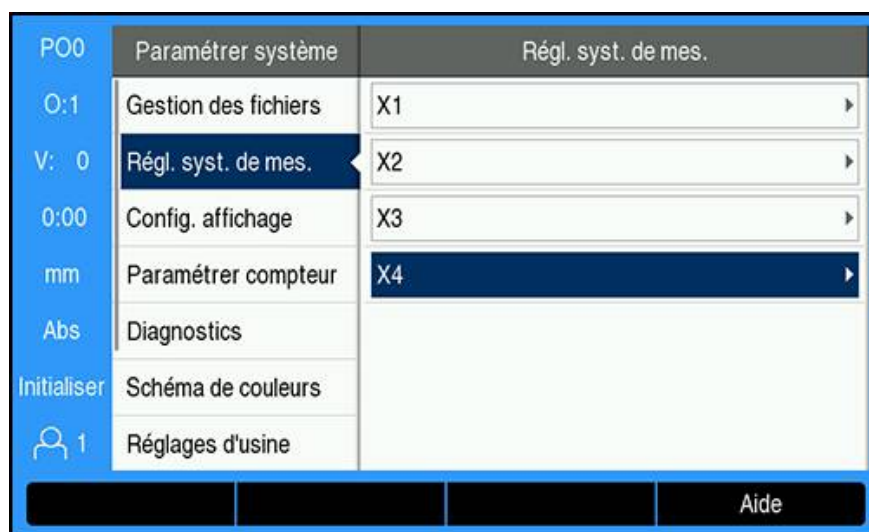 PO0
Paramétrer système
Régl. syst. de mes.
O:1
Gestion des fichiers
X1
V: 0
Régl. syst. de mes.
X2
0:00
Config. affichage
X3
mm
Paramétrer compteur
X4
Abs
Diagnostics
Initialiser
Schéma de couleurs
1
Réglages d'usine
Aide